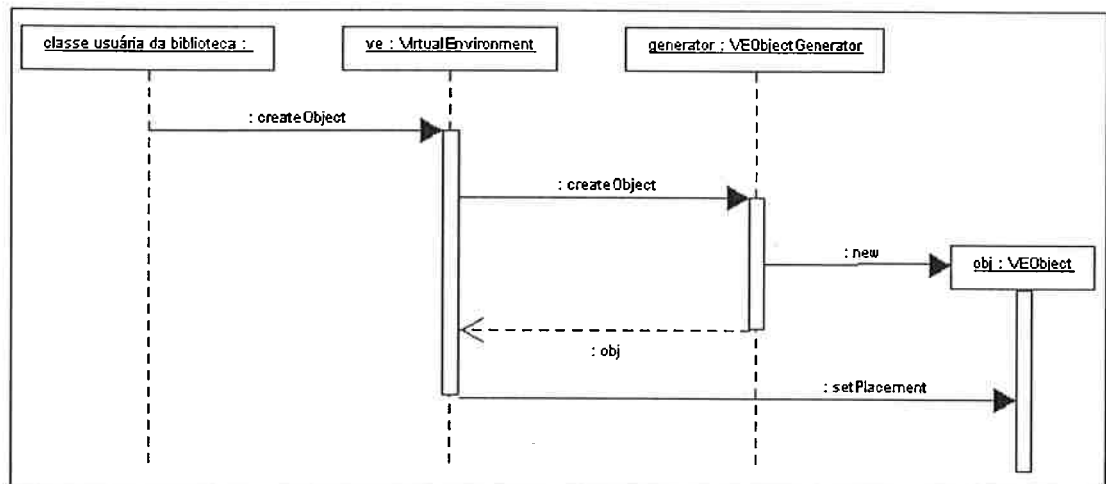 classe usuária da biblioteca :
ve : VirtualEnvironment
generator : VEObjectGenerator
: createObject
: createObject
: new
obj : VEObject
: obj
: setPlacement